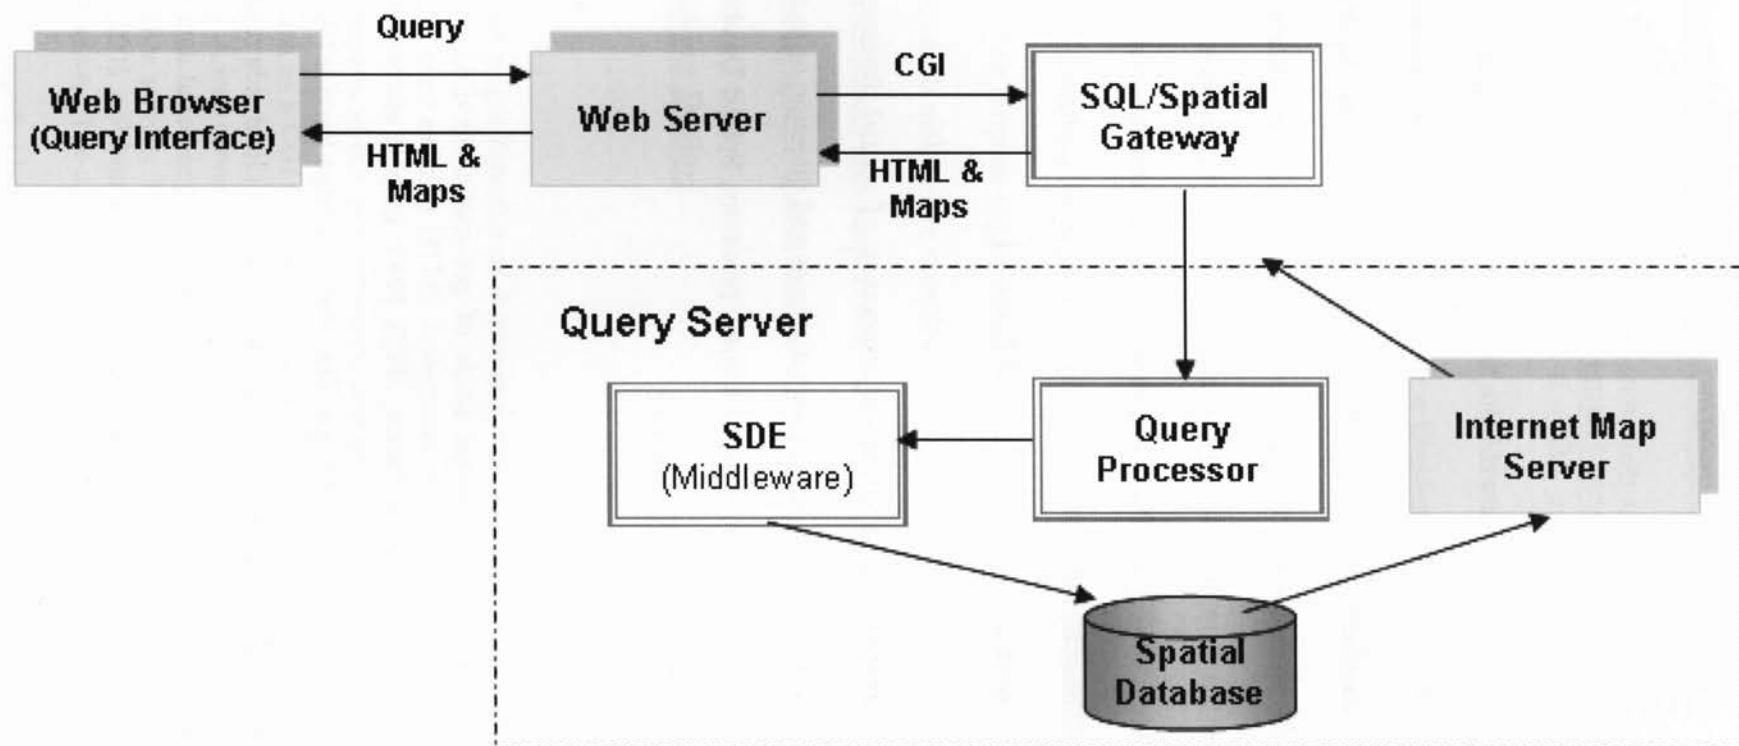 Query
Web Browser
(Query Interface)
HTML &
Maps
Web Server
CGI
HTML &
Maps
SQL/Spatial
Gateway
Query Server
SDE
(Middleware)
Query
Processor
Internet Map
Server
Spatial
Database